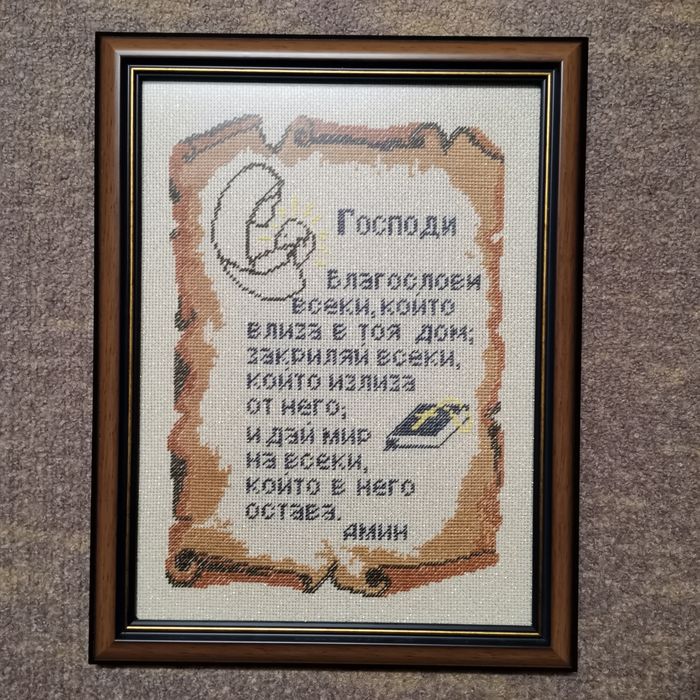 Господи
Благослови
всеки, който
влиза в тоя дом;
закриляй всеки,
който излиза
от него;
и дай мир
на всеки,
който в него
остава.
амин